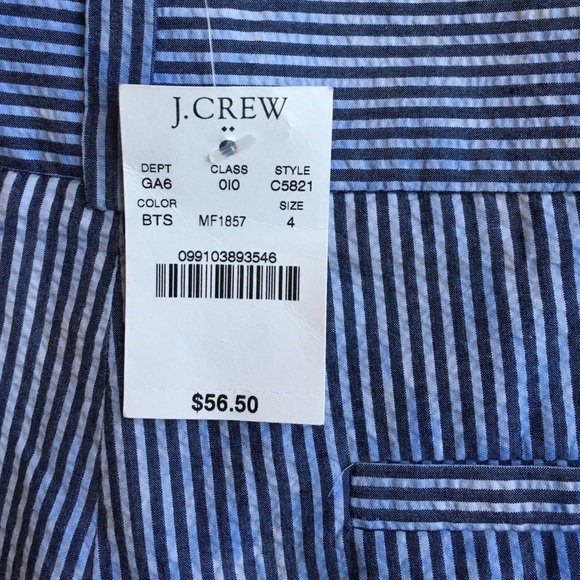 J.CREW
DEPT CLASS STYLE
GA6 010 C5821
COLOR SIZE
BTS MF1857 4
099103893546
$56.50